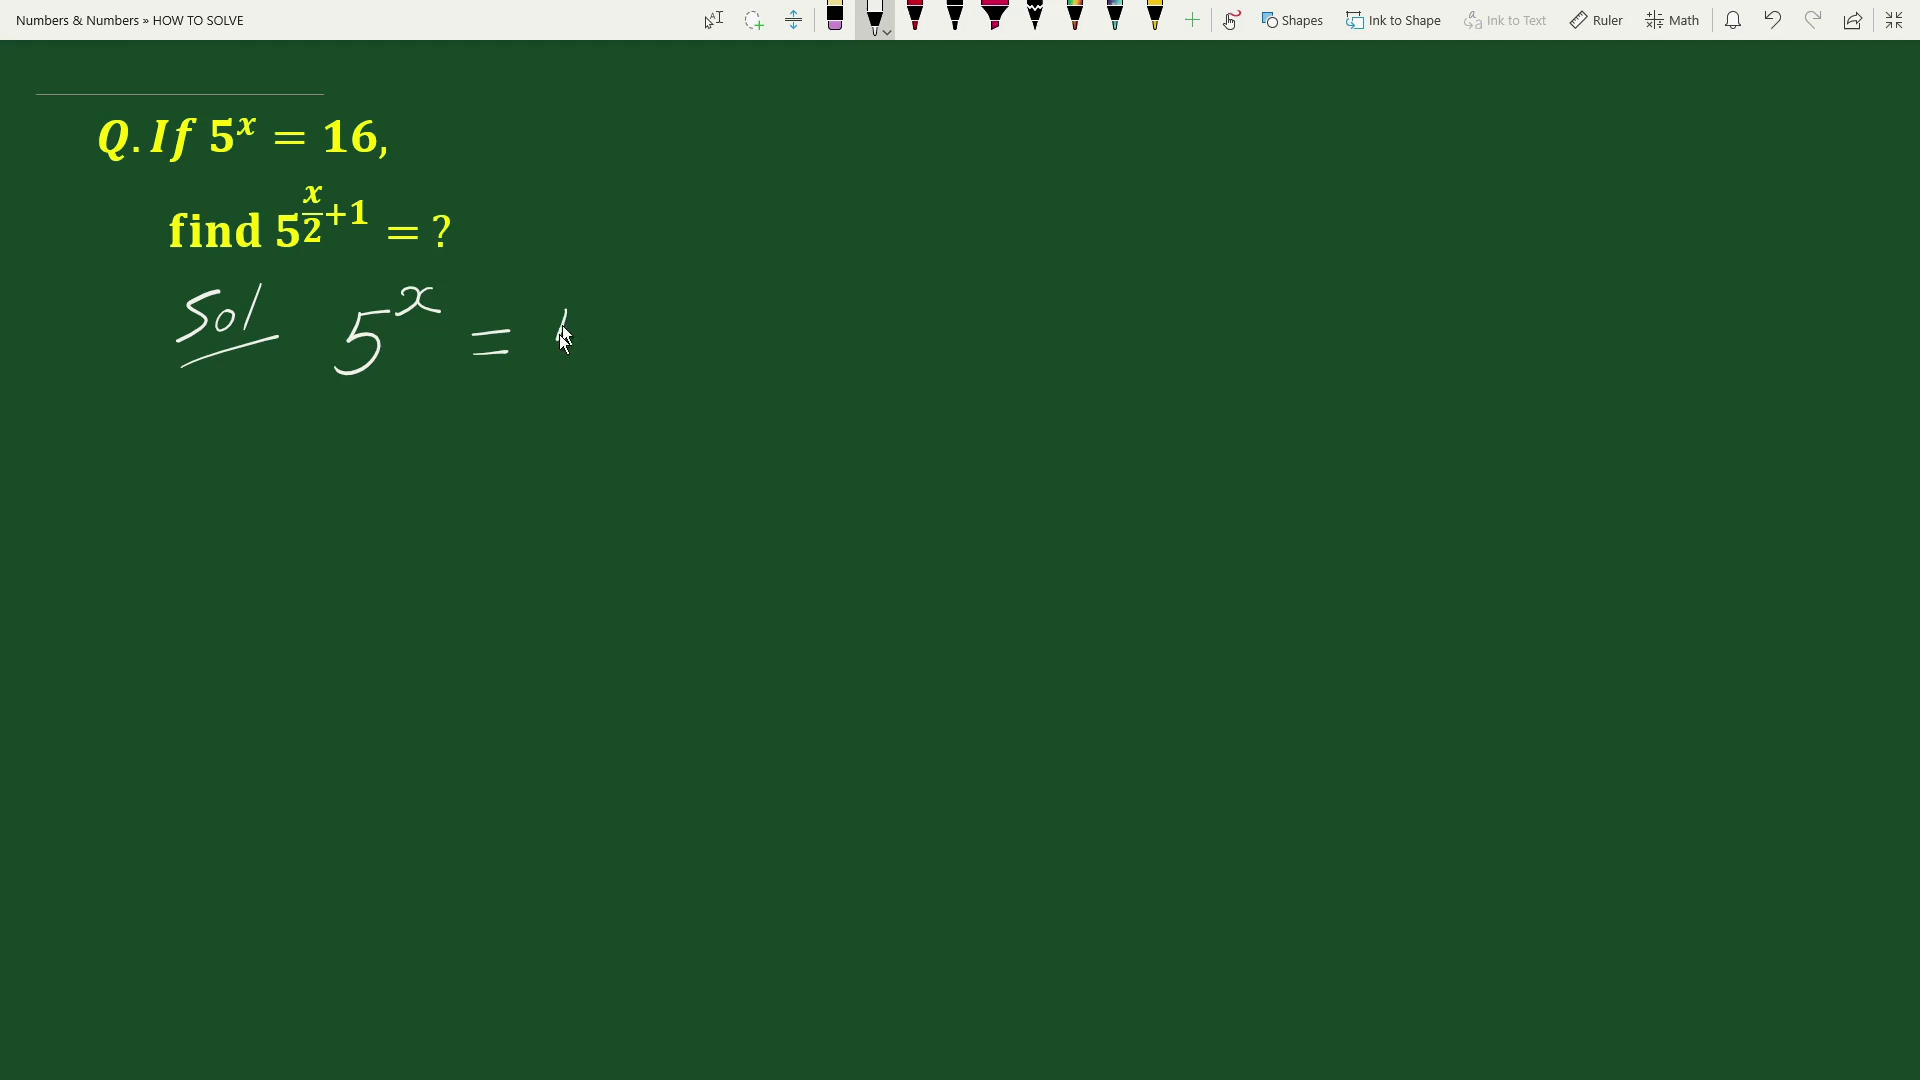 Numbers & Numbers » HOW TO SOLVE
Shapes Ink to Shape Ink to Text Ruler Math
Q. If 5^x = 16,
find 5^(x/2+1) = ?
Sol 5^x = 1